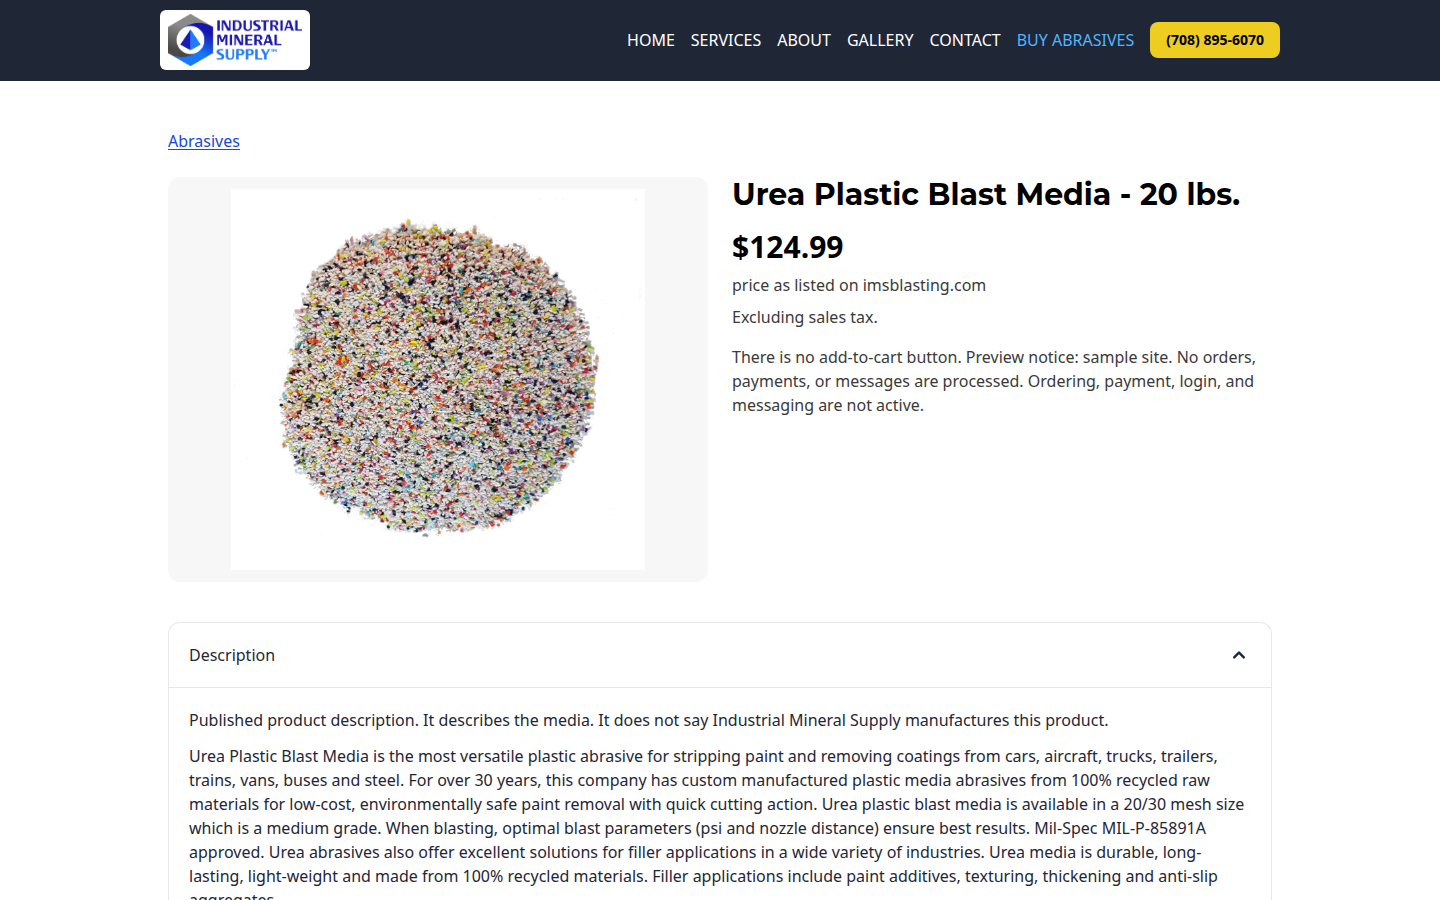 INDUSTRIAL
MINERAL
SUPPLY™
HOME SERVICES ABOUT GALLERY CONTACT BUY ABRASIVES (708) 895-6070
Abrasives
Urea Plastic Blast Media - 20 lbs.
$124.99
price as listed on imsblasting.com
Excluding sales tax.
There is no add-to-cart button. Preview notice: sample site. No orders,
payments, or messages are processed. Ordering, payment, login, and
messaging are not active.
Description
Published product description. It describes the media. It does not say Industrial Mineral Supply manufactures this product.
Urea Plastic Blast Media is the most versatile plastic abrasive for stripping paint and removing coatings from cars, aircraft, trucks, trailers,
trains, vans, buses and steel. For over 30 years, this company has custom manufactured plastic media abrasives from 100% recycled raw
materials for low-cost, environmentally safe paint removal with quick cutting action. Urea plastic blast media is available in a 20/30 mesh size
which is a medium grade. When blasting, optimal blast parameters (psi and nozzle distance) ensure best results. Mil-Spec MIL-P-85891A
approved. Urea abrasives also offer excellent solutions for filler applications in a wide variety of industries. Urea media is durable, long-
lasting, light-weight and made from 100% recycled materials. Filler applications include paint additives, texturing, thickening and anti-slip
aggregates.